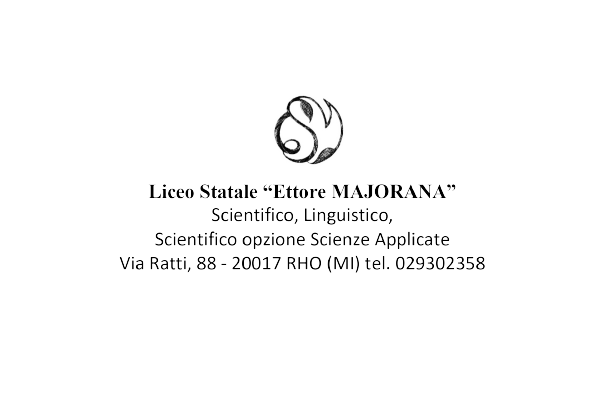 Liceo Statale “Ettore MAJORANA”
Scientifico, Linguistico,
Scientifico opzione Scienze Applicate
Via Ratti, 88 - 20017 RHO (MI) tel. 029302358